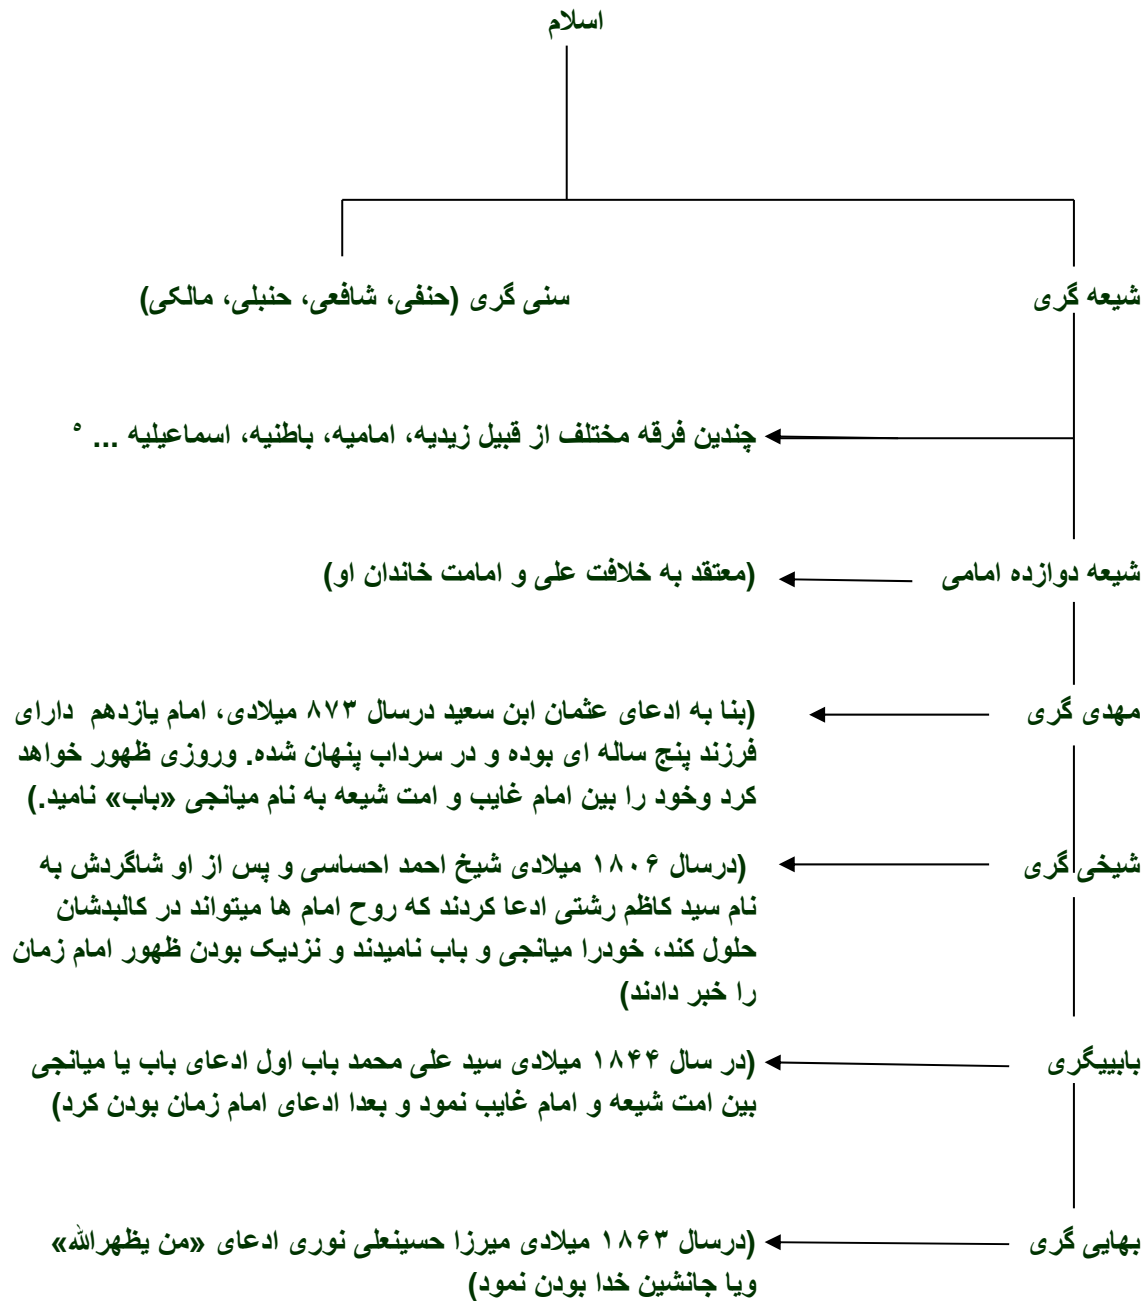 اسلام
شیعه گری
سنی گری (حنفی، شافعی، حنبلی، مالکی)
چندین فرقه مختلف از قبیل زیدیه، امامیه، باطنیه، اسماعیلیه ... °
شیعه دوازده امامی
(معتقد به خلافت علی و امامت خاندان او)
مهدی گری
(بنا به ادعای عثمان ابن سعید درسال ۸۷۳ میلادی، امام یازدهم دارای
فرزند پنج ساله ای بوده و در سرداب پنهان شده. وروزی ظهور خواهد
کرد وخود را بین امام غایب و امت شیعه به نام میانجی «باب» نامید.)
شیخی گری
(درسال ۱۸۰۶ میلادی شیخ احمد احساسی و پس از او شاگردش به
نام سید کاظم رشتی ادعا کردند که روح امام ها میتواند در کالبدشان
حلول کند، خودرا میانجی و باب نامیدند و نزدیک بودن ظهور امام زمان
را خبر دادند)
بابییگری
(در سال ۱۸۴۴ میلادی سید علی محمد باب اول ادعای باب یا میانجی
بین امت شیعه و امام غایب نمود و بعدا ادعای امام زمان بودن کرد)
بهایی گری
(درسال ۱۸۶۳ میلادی میرزا حسینعلی نوری ادعای «من یظهرالله»
ویا جانشین خدا بودن نمود)